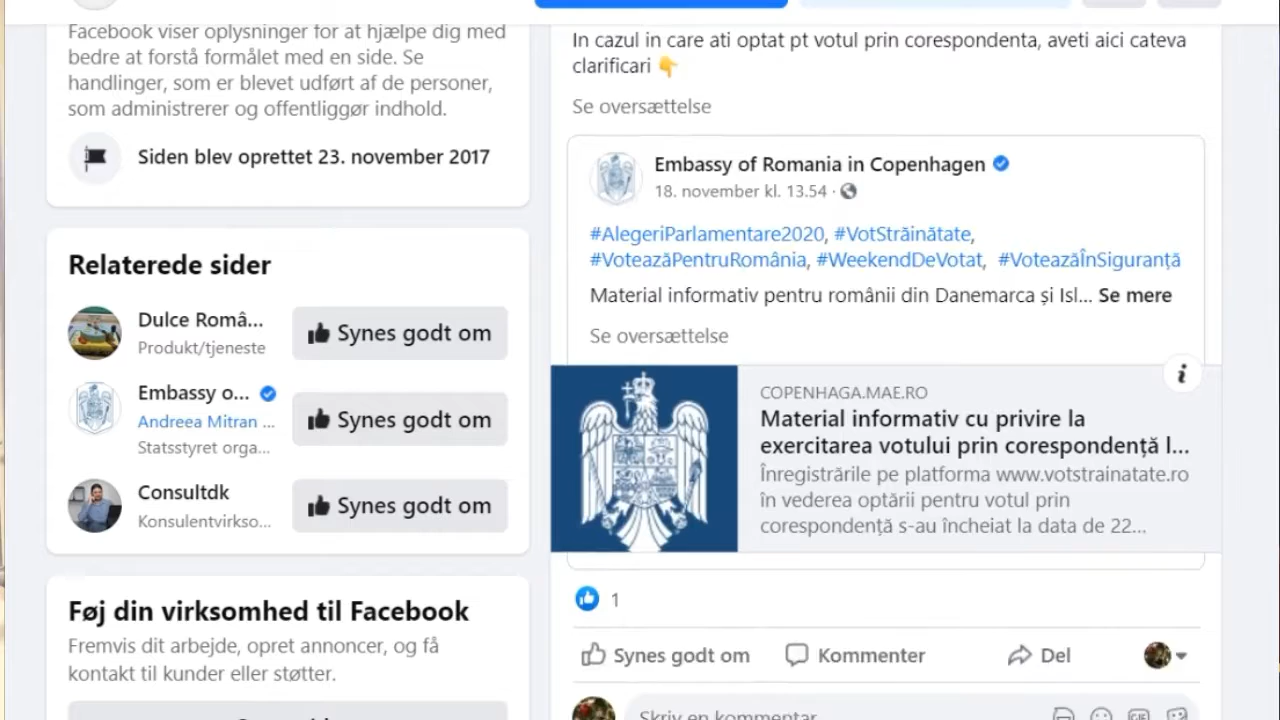 Facebook viser oplysninger for at hjælpe dig med
bedre at forstå formålet med en side. Se
handlinger, som er blevet udført af de personer,
som administrerer og offentliggør indhold.
Siden blev oprettet 23. november 2017
Relaterede sider
Dulce Româ...
Produkt/tjeneste
Synes godt om
Embassy o...
Andreea Mitran ...
Statsstyret orga...
Synes godt om
Consultdk
Konsulentvirkso...
Synes godt om
Føj din virksomhed til Facebook
Fremvis dit arbejde, opret annoncer, og få
kontakt til kunder eller støtter.
In cazul in care ati optat pt votul prin corespondenta, aveti aici cateva
clarificari 👇
Se oversættelse
Embassy of Romania in Copenhagen
18. november kl. 13.54 ·
#AlegeriParlamentare2020, #VotStrăinătate,
#VoteazăPentruRomânia, #WeekendDeVotat, #VoteazăÎnSiguranță
Material informativ pentru românii din Danemarca și Isl... Se mere
Se oversættelse
COPENHAGA.MAE.RO
Material informativ cu privire la
exercitarea votului prin corespondență l...
Înregistrările pe platforma www.votstrainatate.ro
în vederea optării pentru votul prin
corespondență s-au încheiat la data de 22...
1
Synes godt om
Kommenter
Del
Skriv en kommentar
GIF